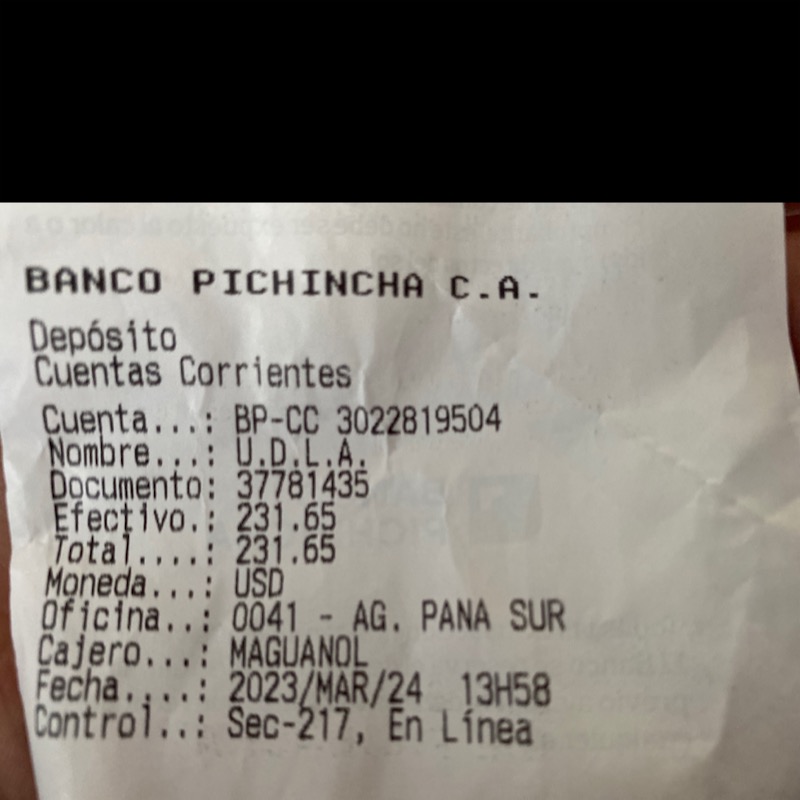 BANCO PICHINCHA C.A.
Depósito
Cuentas Corrientes
Cuenta...: BP-CC 3022819504
Nombre...: U.D.L.A.
Documento: 37781435
Efectivo.: 231.65
Total....: 231.65
Moneda...: USD
Oficina..: 0041 - AG. PANA SUR
Cajero...: MAGUANOL
Fecha....: 2023/MAR/24 13H58
Control..: Sec-217, En Línea